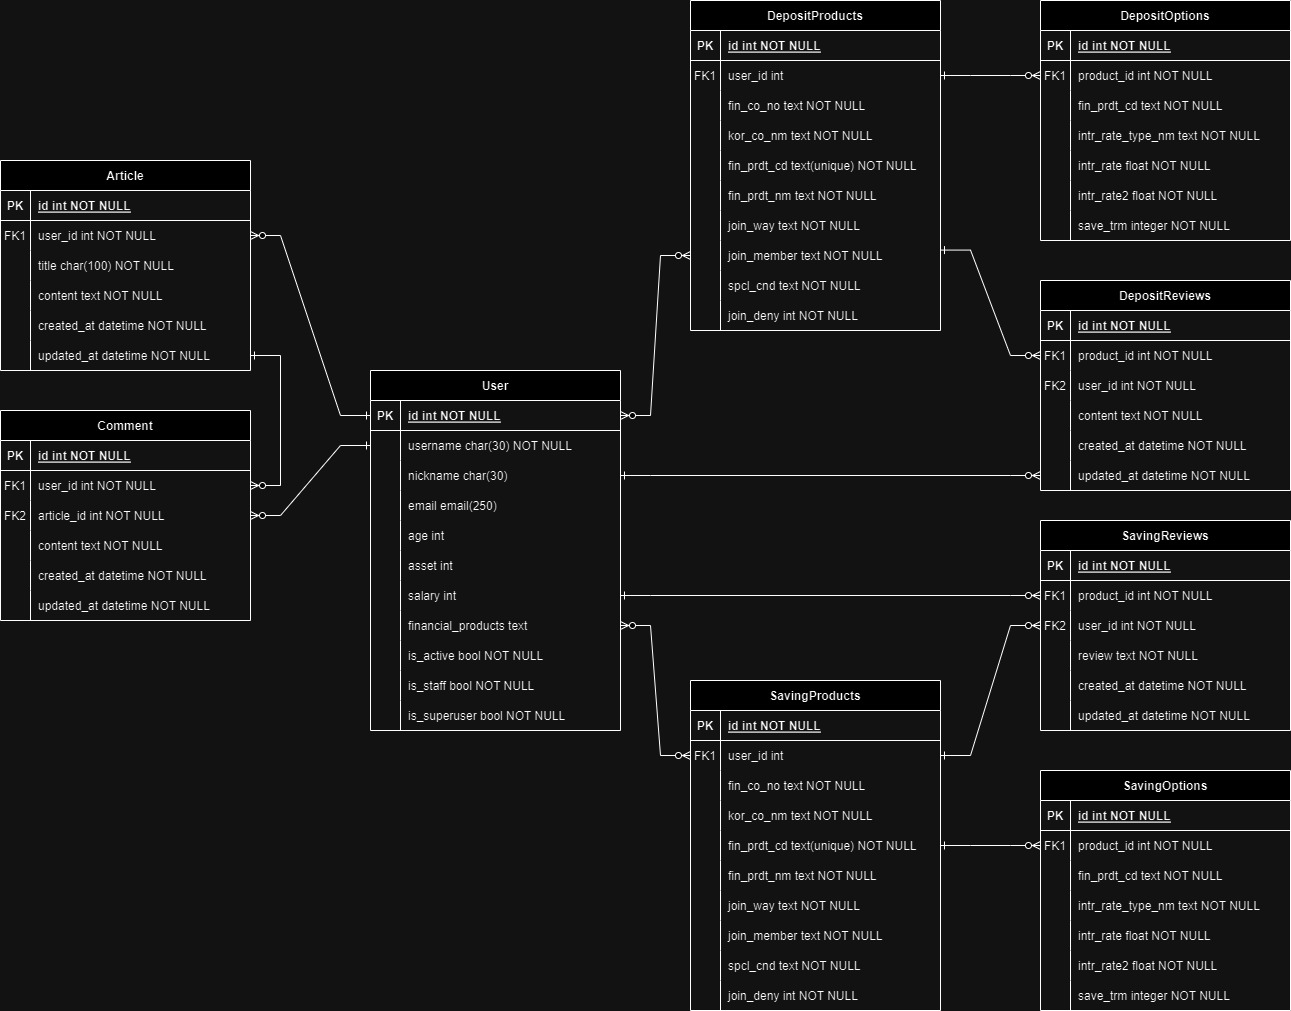 Article
PK id int NOT NULL
FK1 user_id int NOT NULL
title char(100) NOT NULL
content text NOT NULL
created_at datetime NOT NULL
updated_at datetime NOT NULL
Comment
PK id int NOT NULL
FK1 user_id int NOT NULL
FK2 article_id int NOT NULL
content text NOT NULL
created_at datetime NOT NULL
updated_at datetime NOT NULL
User
PK id int NOT NULL
username char(30) NOT NULL
nickname char(30)
email email(250)
age int
asset int
salary int
financial_products text
is_active bool NOT NULL
is_staff bool NOT NULL
is_superuser bool NOT NULL
DepositProducts
PK id int NOT NULL
FK1 user_id int
fin_co_no text NOT NULL
kor_co_nm text NOT NULL
fin_prdt_cd text(unique) NOT NULL
fin_prdt_nm text NOT NULL
join_way text NOT NULL
join_member text NOT NULL
spcl_cnd text NOT NULL
join_deny int NOT NULL
SavingProducts
PK id int NOT NULL
FK1 user_id int
fin_co_no text NOT NULL
kor_co_nm text NOT NULL
fin_prdt_cd text(unique) NOT NULL
fin_prdt_nm text NOT NULL
join_way text NOT NULL
join_member text NOT NULL
spcl_cnd text NOT NULL
join_deny int NOT NULL
DepositOptions
PK id int NOT NULL
FK1 product_id int NOT NULL
fin_prdt_cd text NOT NULL
intr_rate_type_nm text NOT NULL
intr_rate float NOT NULL
intr_rate2 float NOT NULL
save_trm integer NOT NULL
DepositReviews
PK id int NOT NULL
FK1 product_id int NOT NULL
FK2 user_id int NOT NULL
content text NOT NULL
created_at datetime NOT NULL
updated_at datetime NOT NULL
SavingReviews
PK id int NOT NULL
FK1 product_id int NOT NULL
FK2 user_id int NOT NULL
review text NOT NULL
created_at datetime NOT NULL
updated_at datetime NOT NULL
SavingOptions
PK id int NOT NULL
FK1 product_id int NOT NULL
fin_prdt_cd text NOT NULL
intr_rate_type_nm text NOT NULL
intr_rate float NOT NULL
intr_rate2 float NOT NULL
save_trm integer NOT NULL